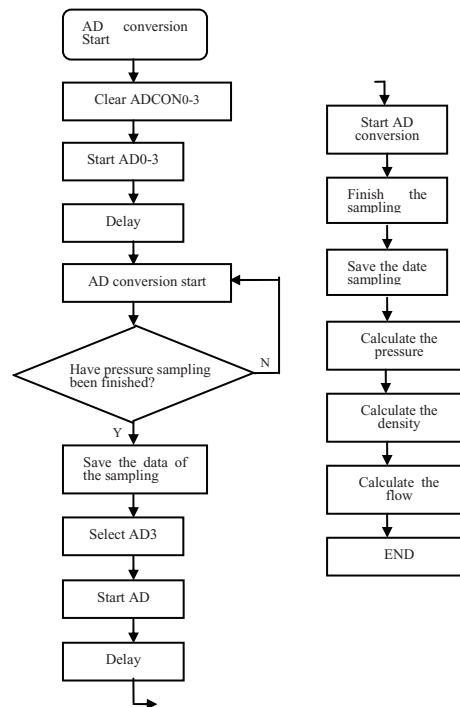 AD conversion
Start
Clear ADCON0-3
Start AD0-3
Delay
AD conversion start
Have pressure sampling
been finished?
N
Y
Save the data of
the sampling
Select AD3
Start AD
Delay
Start AD
conversion
Finish the
sampling
Save the date
sampling
Calculate the
pressure
Calculate the
density
Calculate the
flow
END